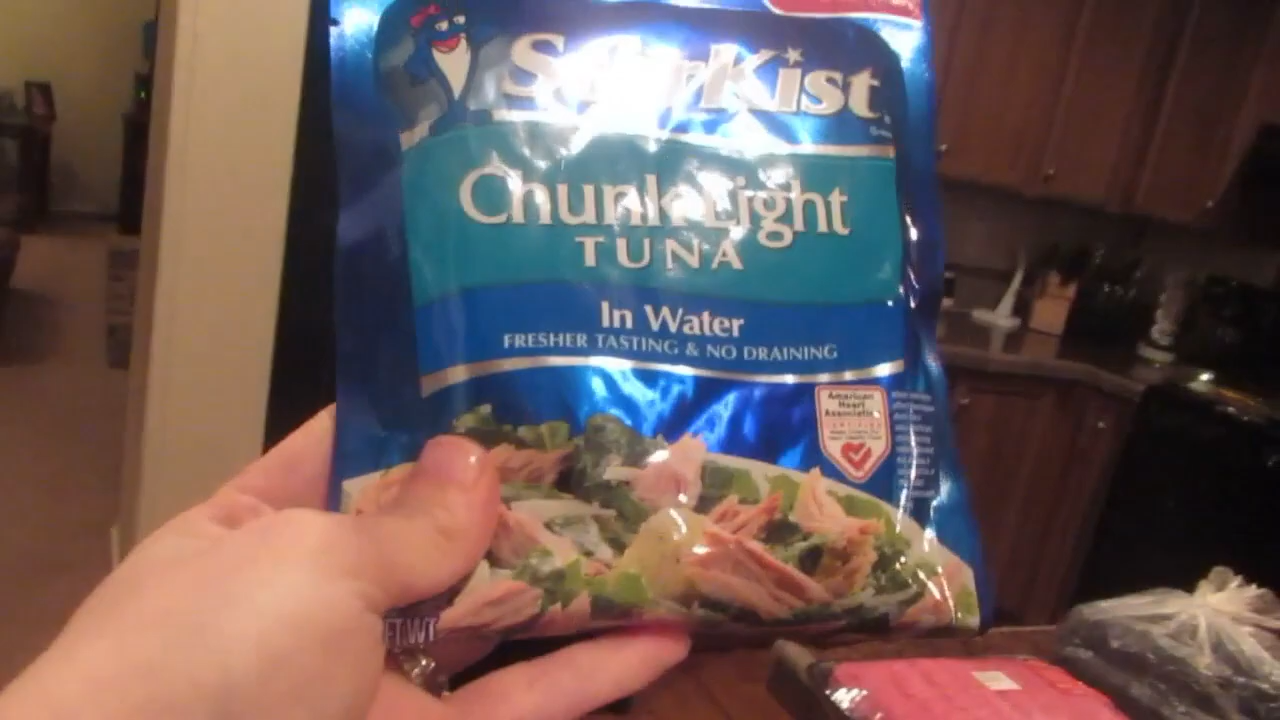 StarKist
Chunk Light
TUNA
In Water
FRESHER TASTING & NO DRAINING
American
Heart
Association
CERTIFIED